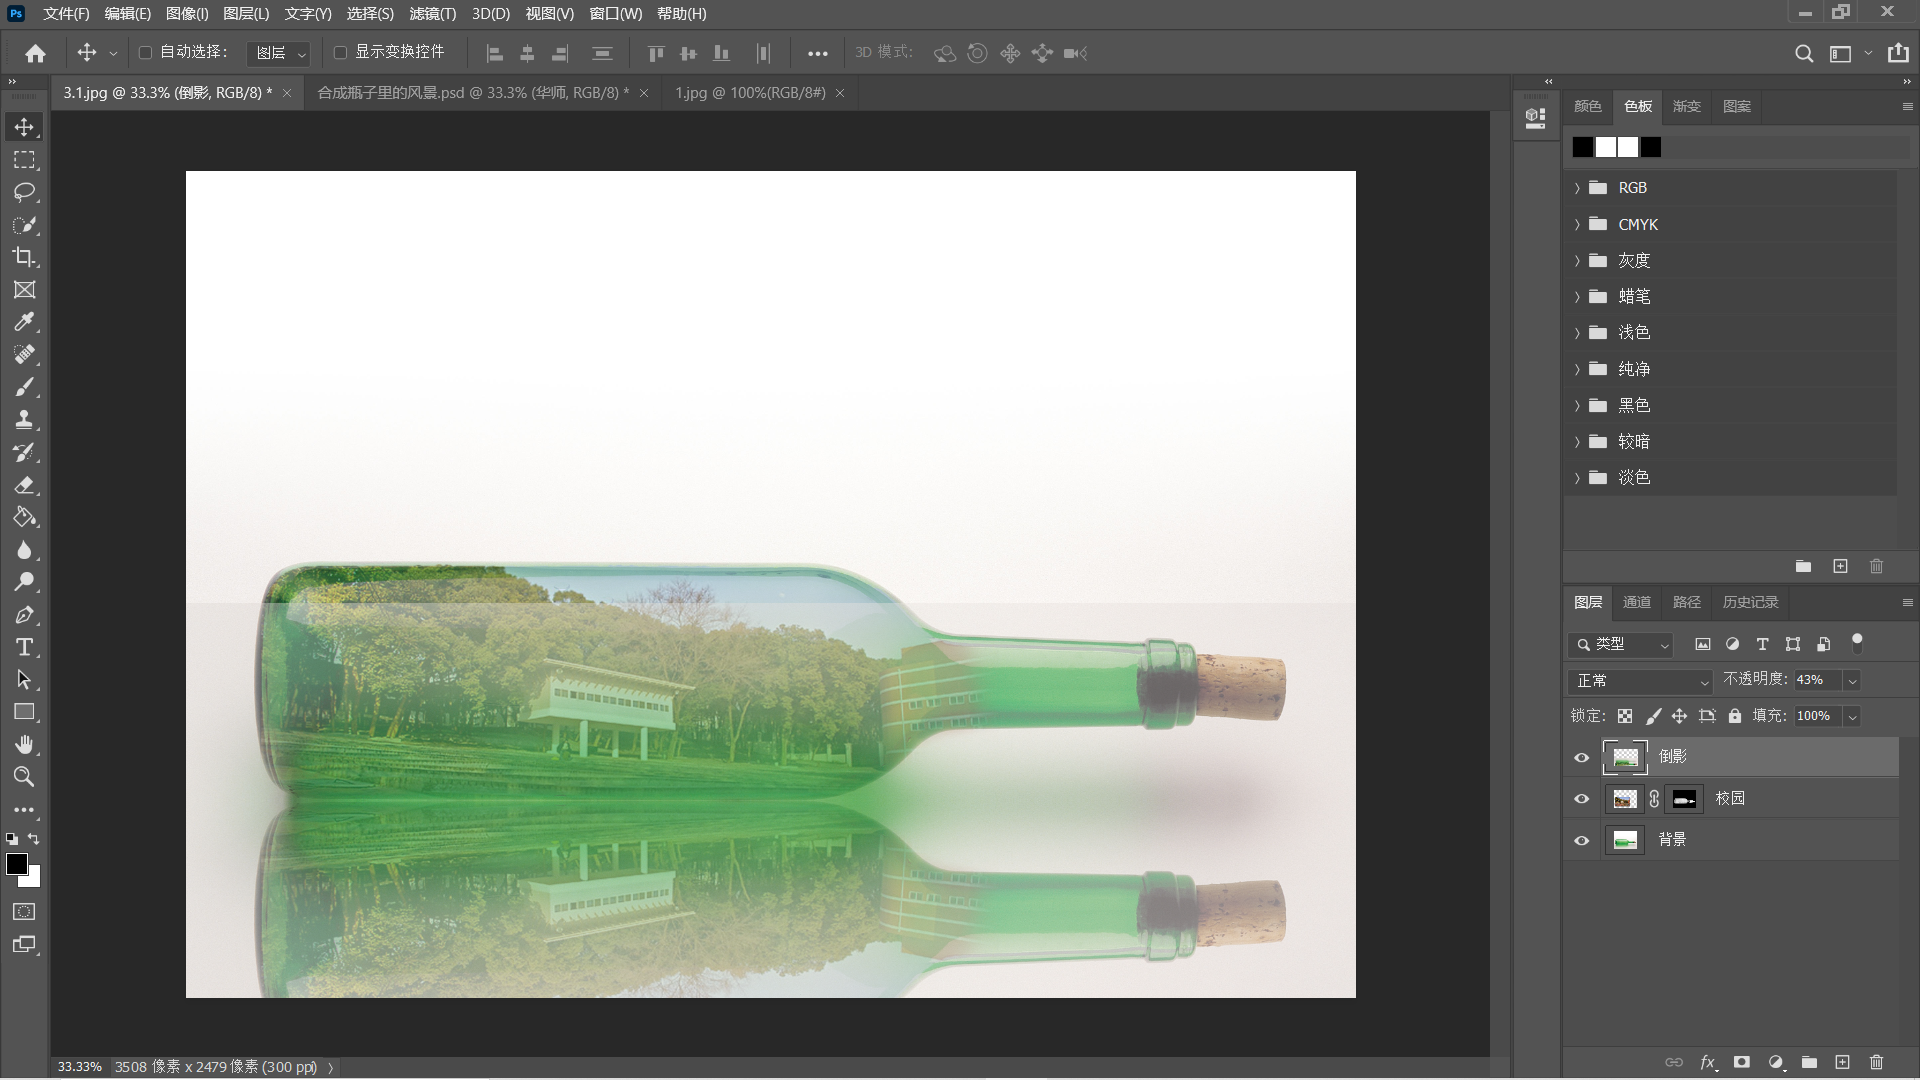 Ps 文件(F) 编辑(E) 图像(I) 图层(L) 文字(Y) 选择(S) 滤镜(T) 3D(D) 视图(V) 窗口(W) 帮助(H)
自动选择: 图层 显示变换控件 3D 模式:
3.1.jpg @ 33.3% (倒影, RGB/8) * 合成瓶子里的风景.psd @ 33.3% (华师, RGB/8) * 1.jpg @ 100%(RGB/8#)
颜色 色板 渐变 图案
RGB
CMYK
灰度
蜡笔
浅色
纯净
黑色
较暗
淡色
图层 通道 路径 历史记录
类型
正常 不透明度: 43%
锁定: 填充: 100%
倒影
校园
背景
fx
33.33% 3508 像素 x 2479 像素 (300 ppi)